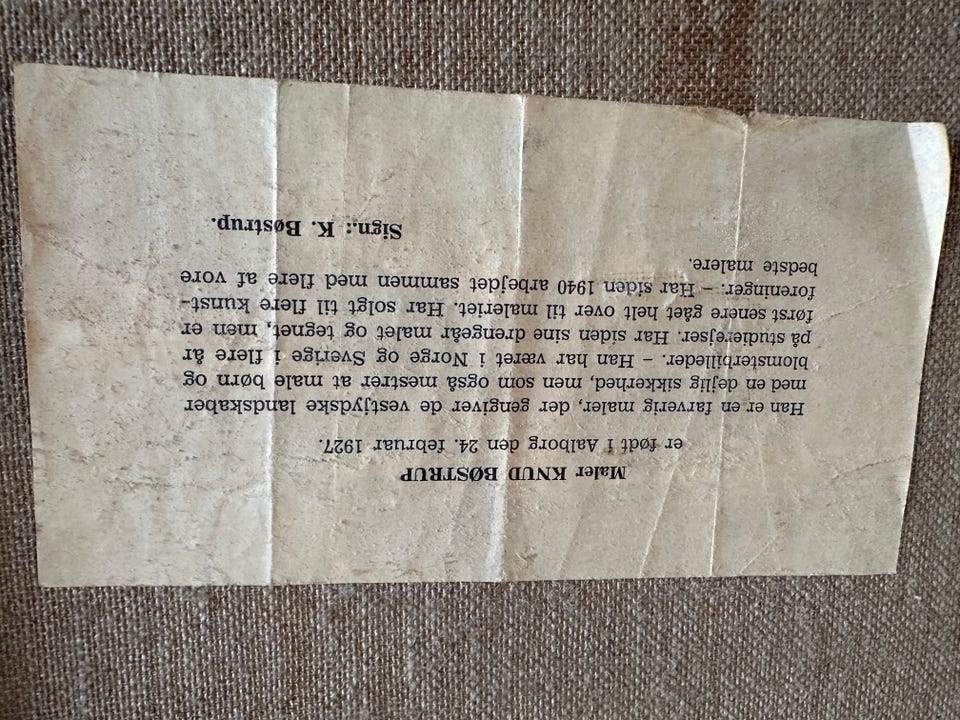 Maler KNUD BØSTRUP
er født i Aalborg den 24. februar 1927.
Han er en farverig maler, der gengiver de vestjydske landskaber
med en dejlig sikkerhed, men som også mestrer at male børn og
blomsterbilleder. – Han har været i Norge og Sverige i flere år
på studierejser. Har siden sine drengeår malet og tegnet, men er
først senere gået helt over til maleriet. Har solgt til flere kunst-
foreninger. – Har siden 1940 arbejdet sammen med flere af vore
bedste malere.
Sign.: K. Bøstrup.